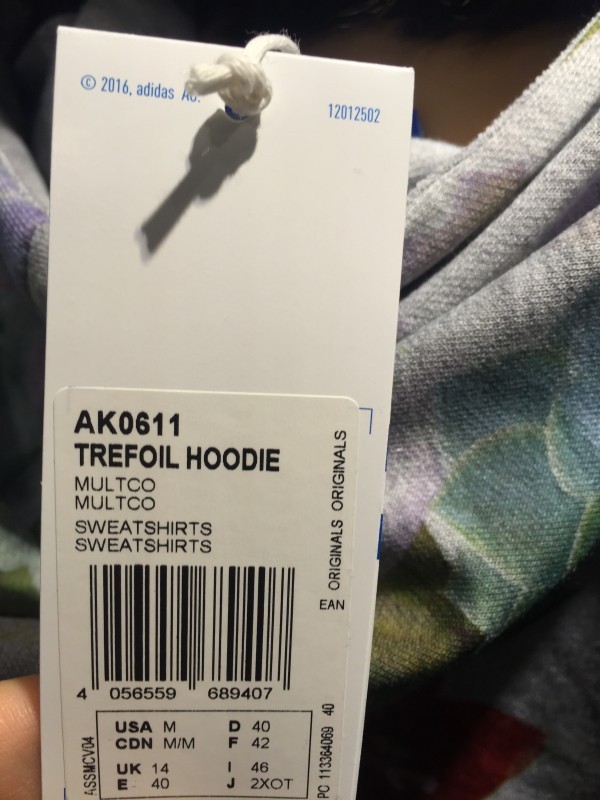 © 2016, adidas AG.
12012502
AK0611
TREFOIL HOODIE
MULTCO
MULTCO
SWEATSHIRTS
SWEATSHIRTS
ORIGINALS ORIGINALS
EAN
4 056559 689407
ASSMCV04
USA M D 40
CDN M/M F 42
UK 14 I 46
E 40 J 2XOT
PO 113364069 40